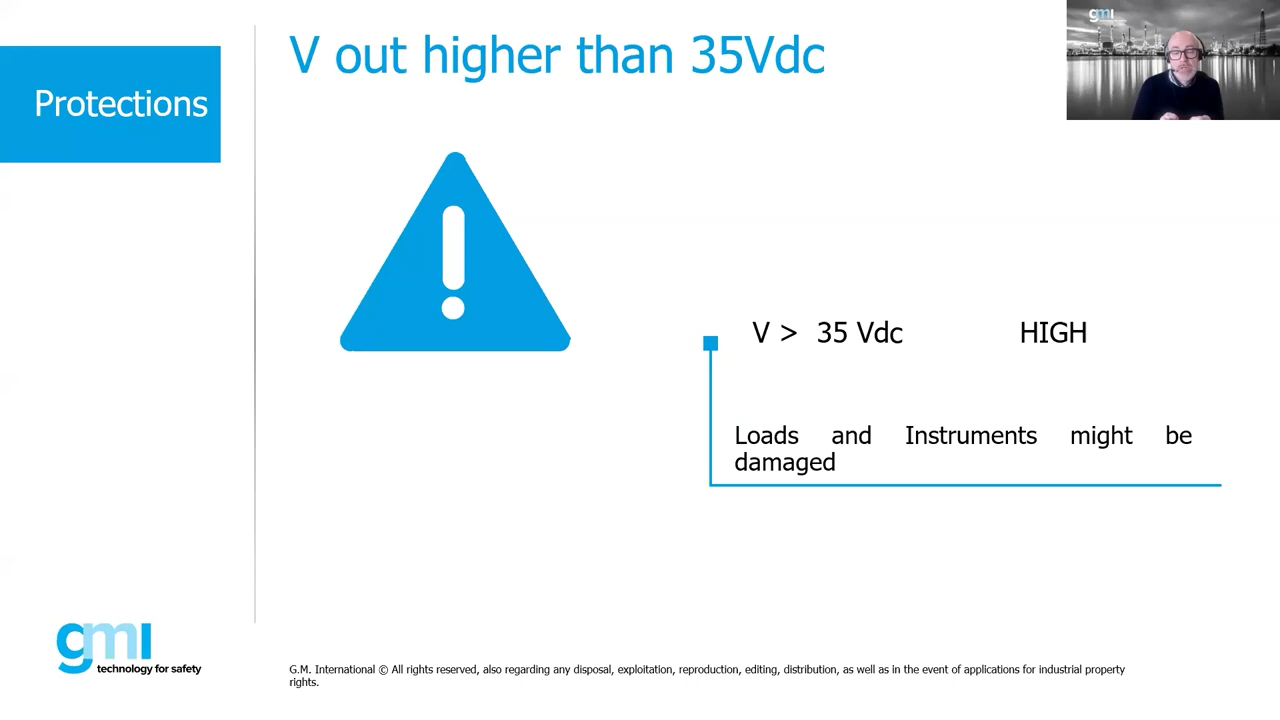 Protections
V out higher than 35Vdc
gmi
V > 35 Vdc HIGH
Loads and Instruments might be
damaged
gmi
technology for safety
G.M. International © All rights reserved, also regarding any disposal, exploitation, reproduction, editing, distribution, as well as in the event of applications for industrial property
rights.